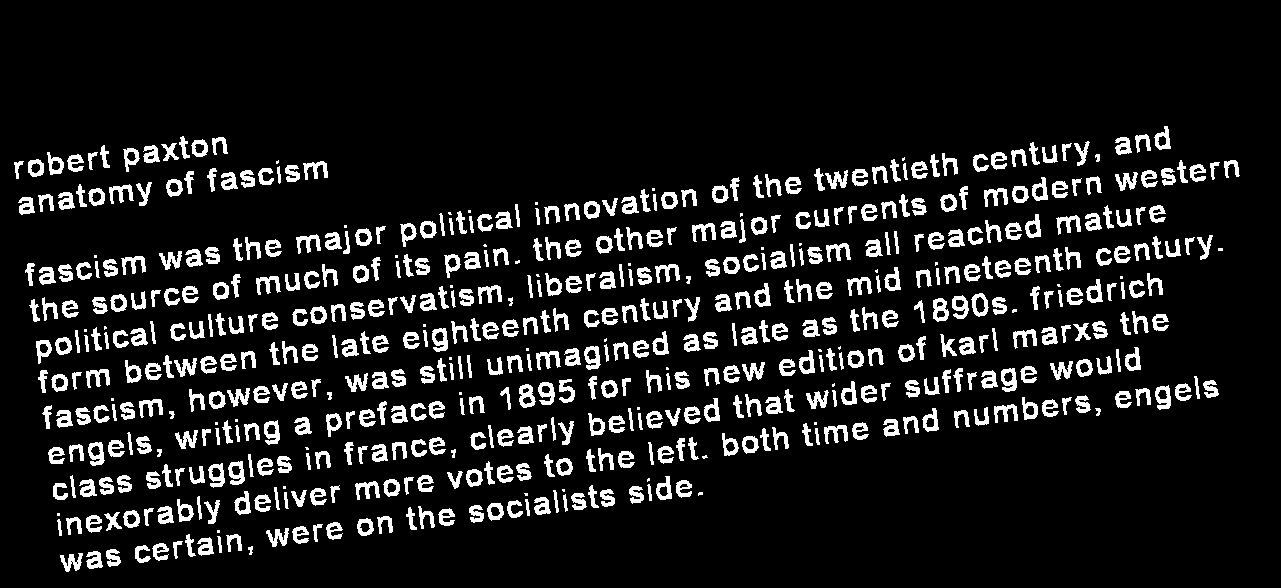 robert paxton
anatomy of fascism
fascism was the major political innovation of the twentieth century, and
the source of much of its pain. the other major currents of modern western
political culture conservatism, liberalism, socialism all reached mature
form between the late eighteenth century and the mid nineteenth century.
fascism, however, was still unimagined as late as the 1890s. friedrich
engels, writing a preface in 1895 for his new edition of karl marxs the
class struggles in france, clearly believed that wider suffrage would
inexorably deliver more votes to the left. both time and numbers, engels
was certain, were on the socialists side.